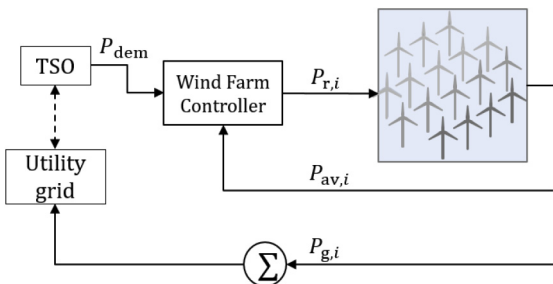 TSO
P_dem
Wind Farm
Controller
P_r,i
Utility
grid
P_av,i
P_g,i
Σ